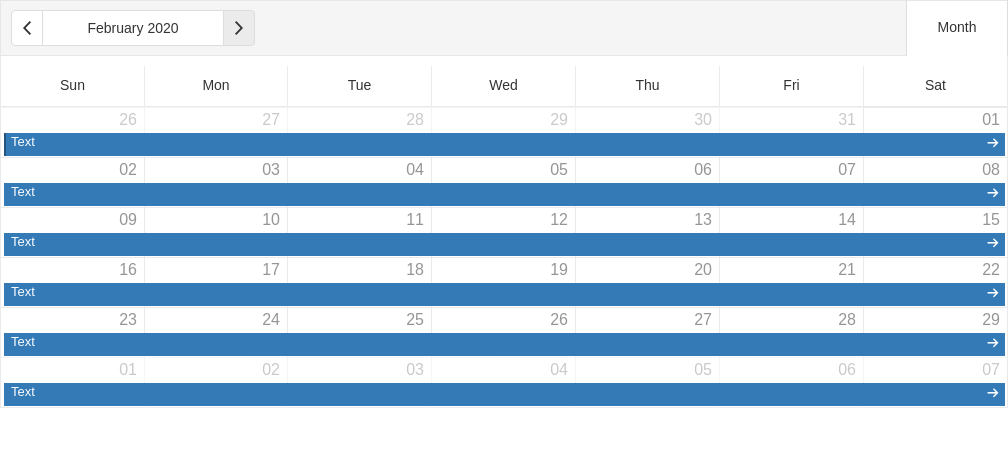 February 2020 Month
Sun Mon Tue Wed Thu Fri Sat
26 27 28 29 30 31 01
Text
02 03 04 05 06 07 08
Text
09 10 11 12 13 14 15
Text
16 17 18 19 20 21 22
Text
23 24 25 26 27 28 29
Text
01 02 03 04 05 06 07
Text